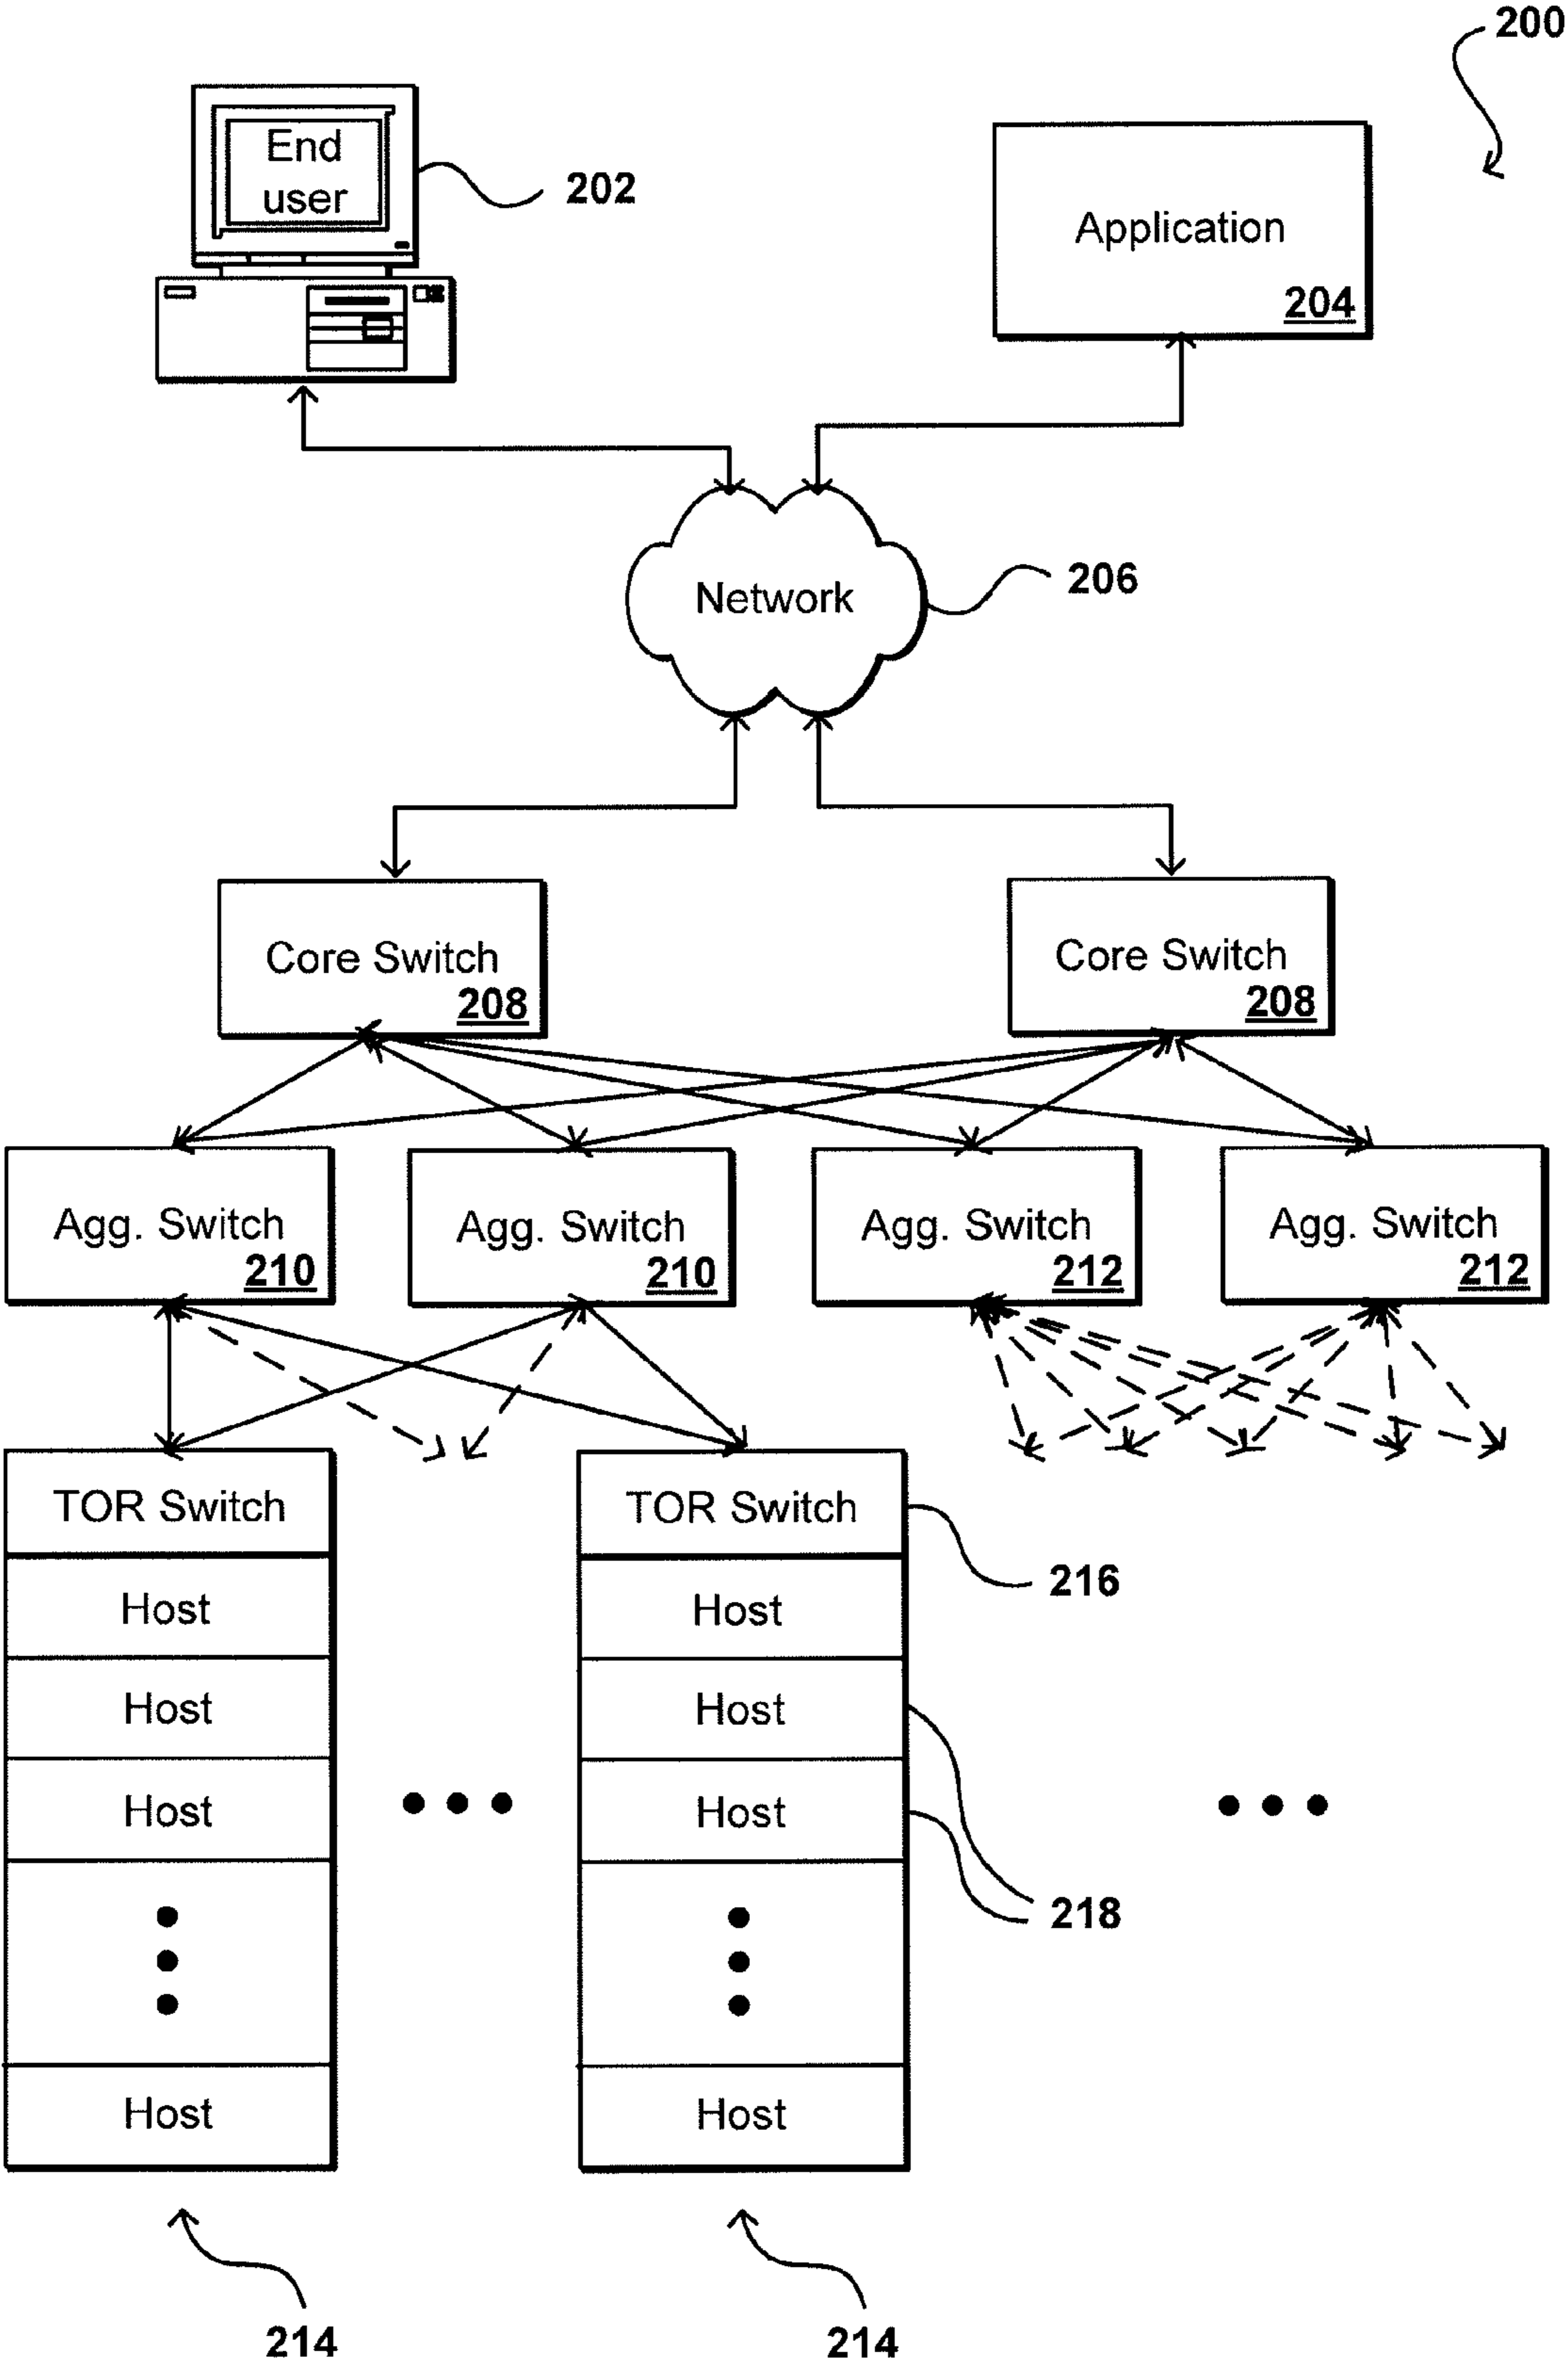 200
End
user
202
Application
204
Network
206
Core Switch
208
Core Switch
208
Agg. Switch
210
Agg. Switch
210
Agg. Switch
212
Agg. Switch
212
TOR Switch
TOR Switch
216
Host
Host
Host
Host
Host
Host
218
Host
Host
214
214